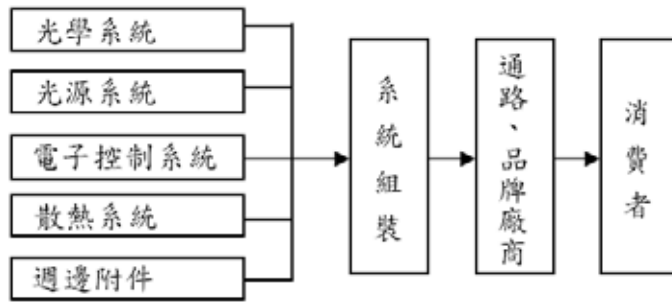 光學系統
光源系統
電子控制系統
散熱系統
週邊附件
系統組裝
通路、品牌廠商
消費者